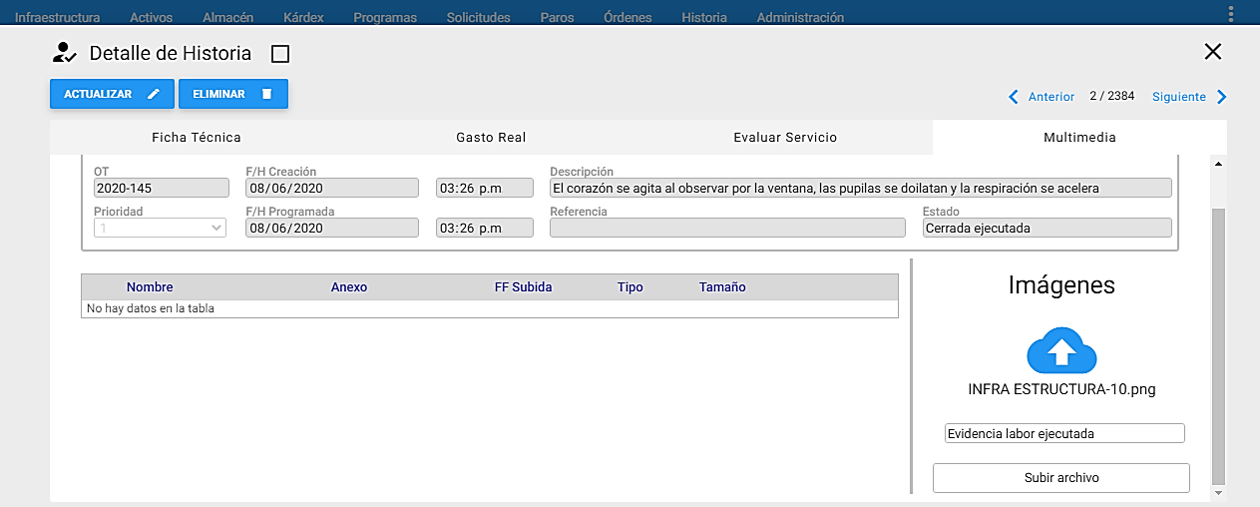 Infraestructura Activos Almacén Kárdex Programas Solicitudes Paros Órdenes Historia Administración
Detalle de Historia
ACTUALIZAR ELIMINAR
Anterior 2 / 2384 Siguiente
Ficha Técnica Gasto Real Evaluar Servicio Multimedia
OT F/H Creación Descripción
2020-145 08/06/2020 03:26 p.m El corazón se agita al observar por la ventana, las pupilas se doilatan y la respiración se acelera
Prioridad F/H Programada Referencia Estado
1 08/06/2020 03:26 p.m Cerrada ejecutada
Nombre Anexo FF Subida Tipo Tamaño
No hay datos en la tabla
Imágenes
INFRA ESTRUCTURA-10.png
Evidencia labor ejecutada
Subir archivo